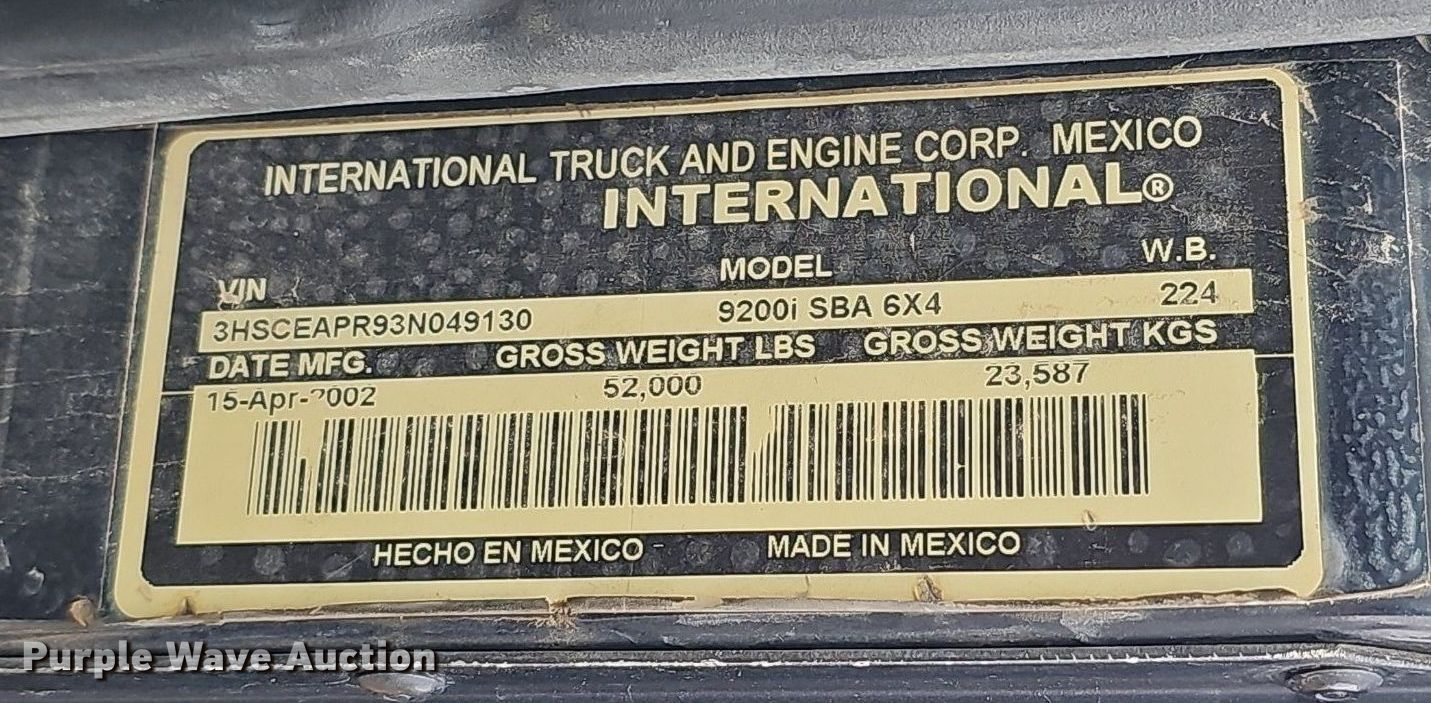 INTERNATIONAL TRUCK AND ENGINE CORP. MEXICO
INTERNATIONAL®
VIN MODEL W.B.
3HSCEAPR93N049130 9200i SBA 6X4 224
DATE MFG. GROSS WEIGHT LBS GROSS WEIGHT KGS
15-Apr-2002 52,000 23,587
HECHO EN MEXICO MADE IN MEXICO
Purple Wave Auction